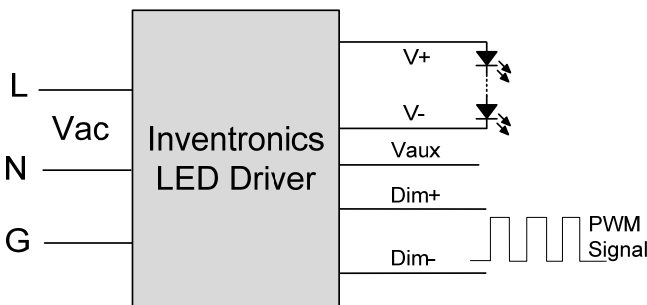 L
Vac
N
G
Inventronics
LED Driver
V+
V-
Vaux
Dim+
Dim-
PWM
Signal